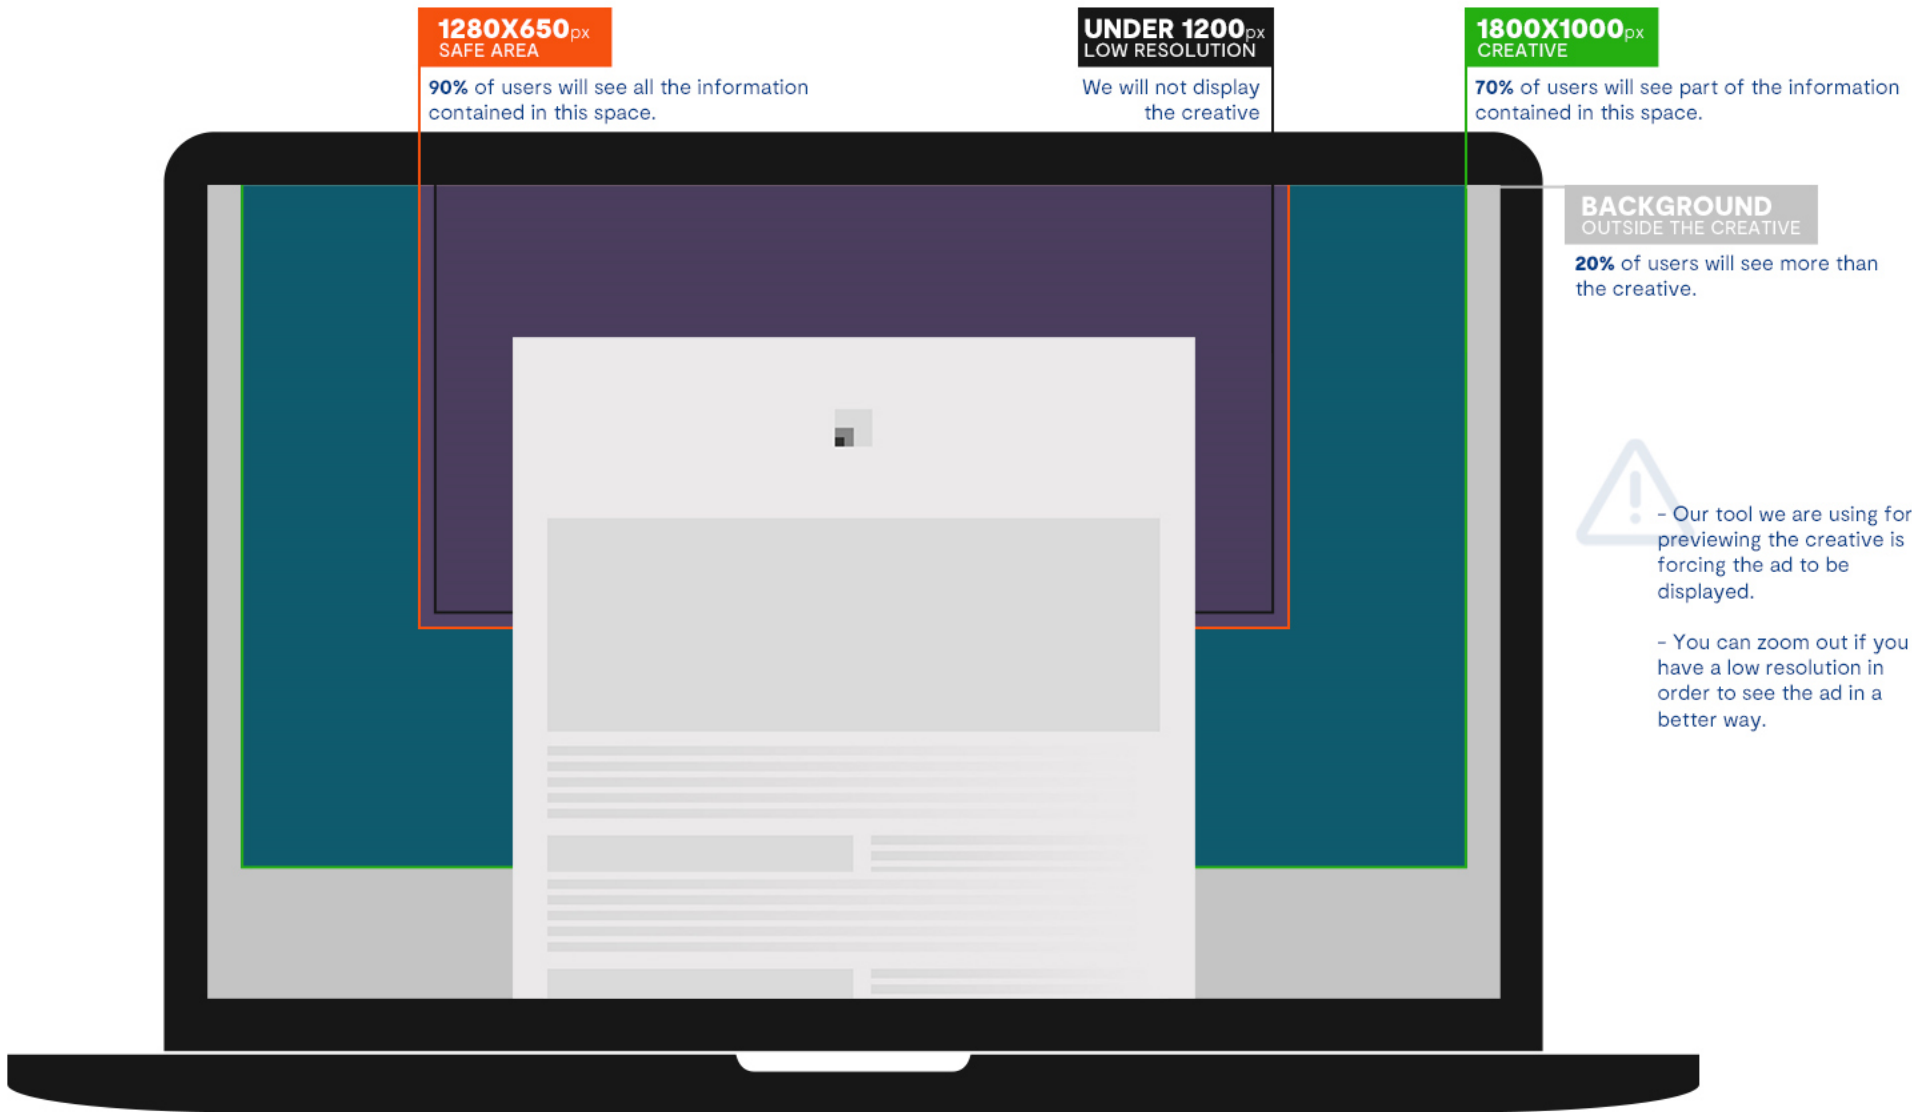 1280X650px
SAFE AREA
90% of users will see all the information
contained in this space.
UNDER 1200px
LOW RESOLUTION
We will not display
the creative
1800X1000px
CREATIVE
70% of users will see part of the information
contained in this space.
BACKGROUND
OUTSIDE THE CREATIVE
20% of users will see more than
the creative.
- Our tool we are using for
previewing the creative is
forcing the ad to be
displayed.
- You can zoom out if you
have a low resolution in
order to see the ad in a
better way.